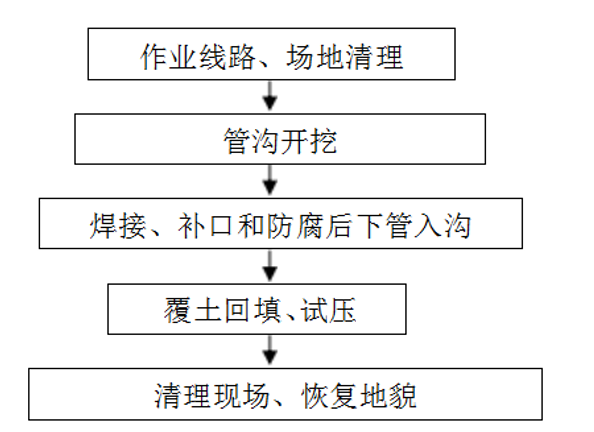 作业线路、场地清理
管沟开挖
焊接、补口和防腐后下管入沟
覆土回填、试压
清理现场、恢复地貌